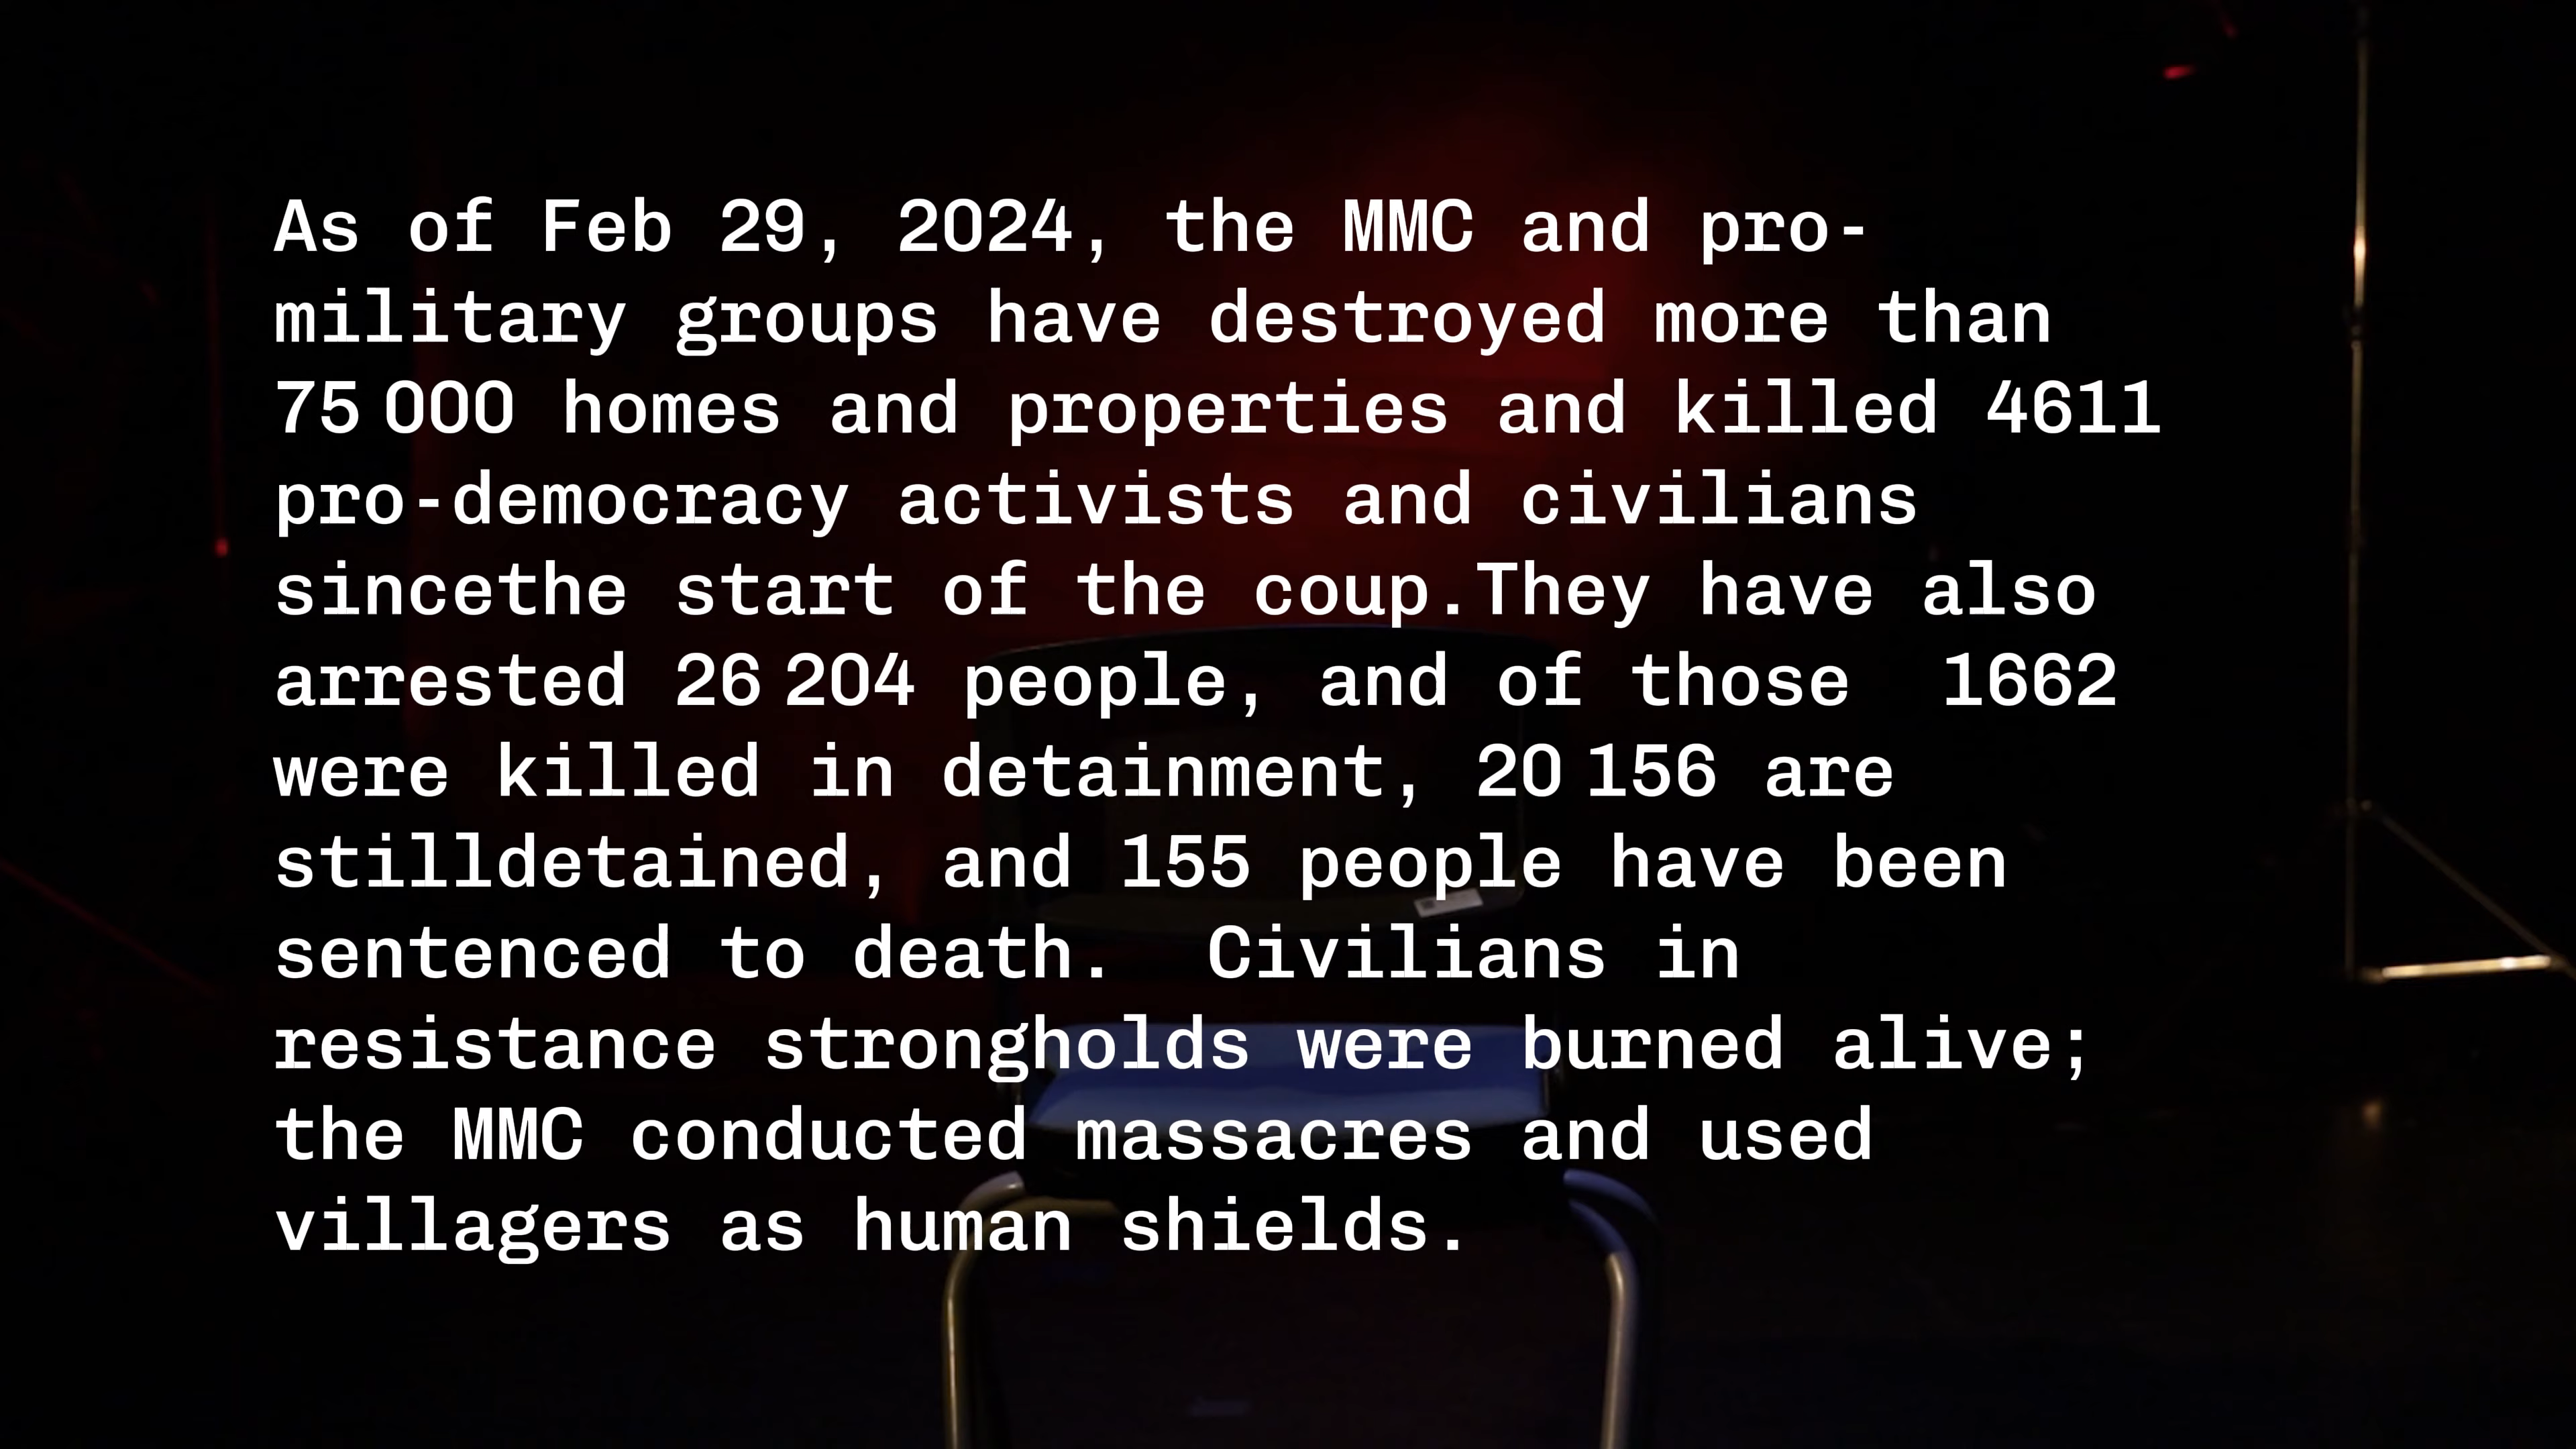 As of Feb 29, 2024, the MMC and pro-
military groups have destroyed more than
75 000 homes and properties and killed 4611
pro-democracy activists and civilians
sincethe start of the coup.They have also
arrested 26 204 people, and of those  1662
were killed in detainment, 20 156 are
stilldetained, and 155 people have been
sentenced to death.  Civilians in
resistance strongholds were burned alive;
the MMC conducted massacres and used
villagers as human shields.